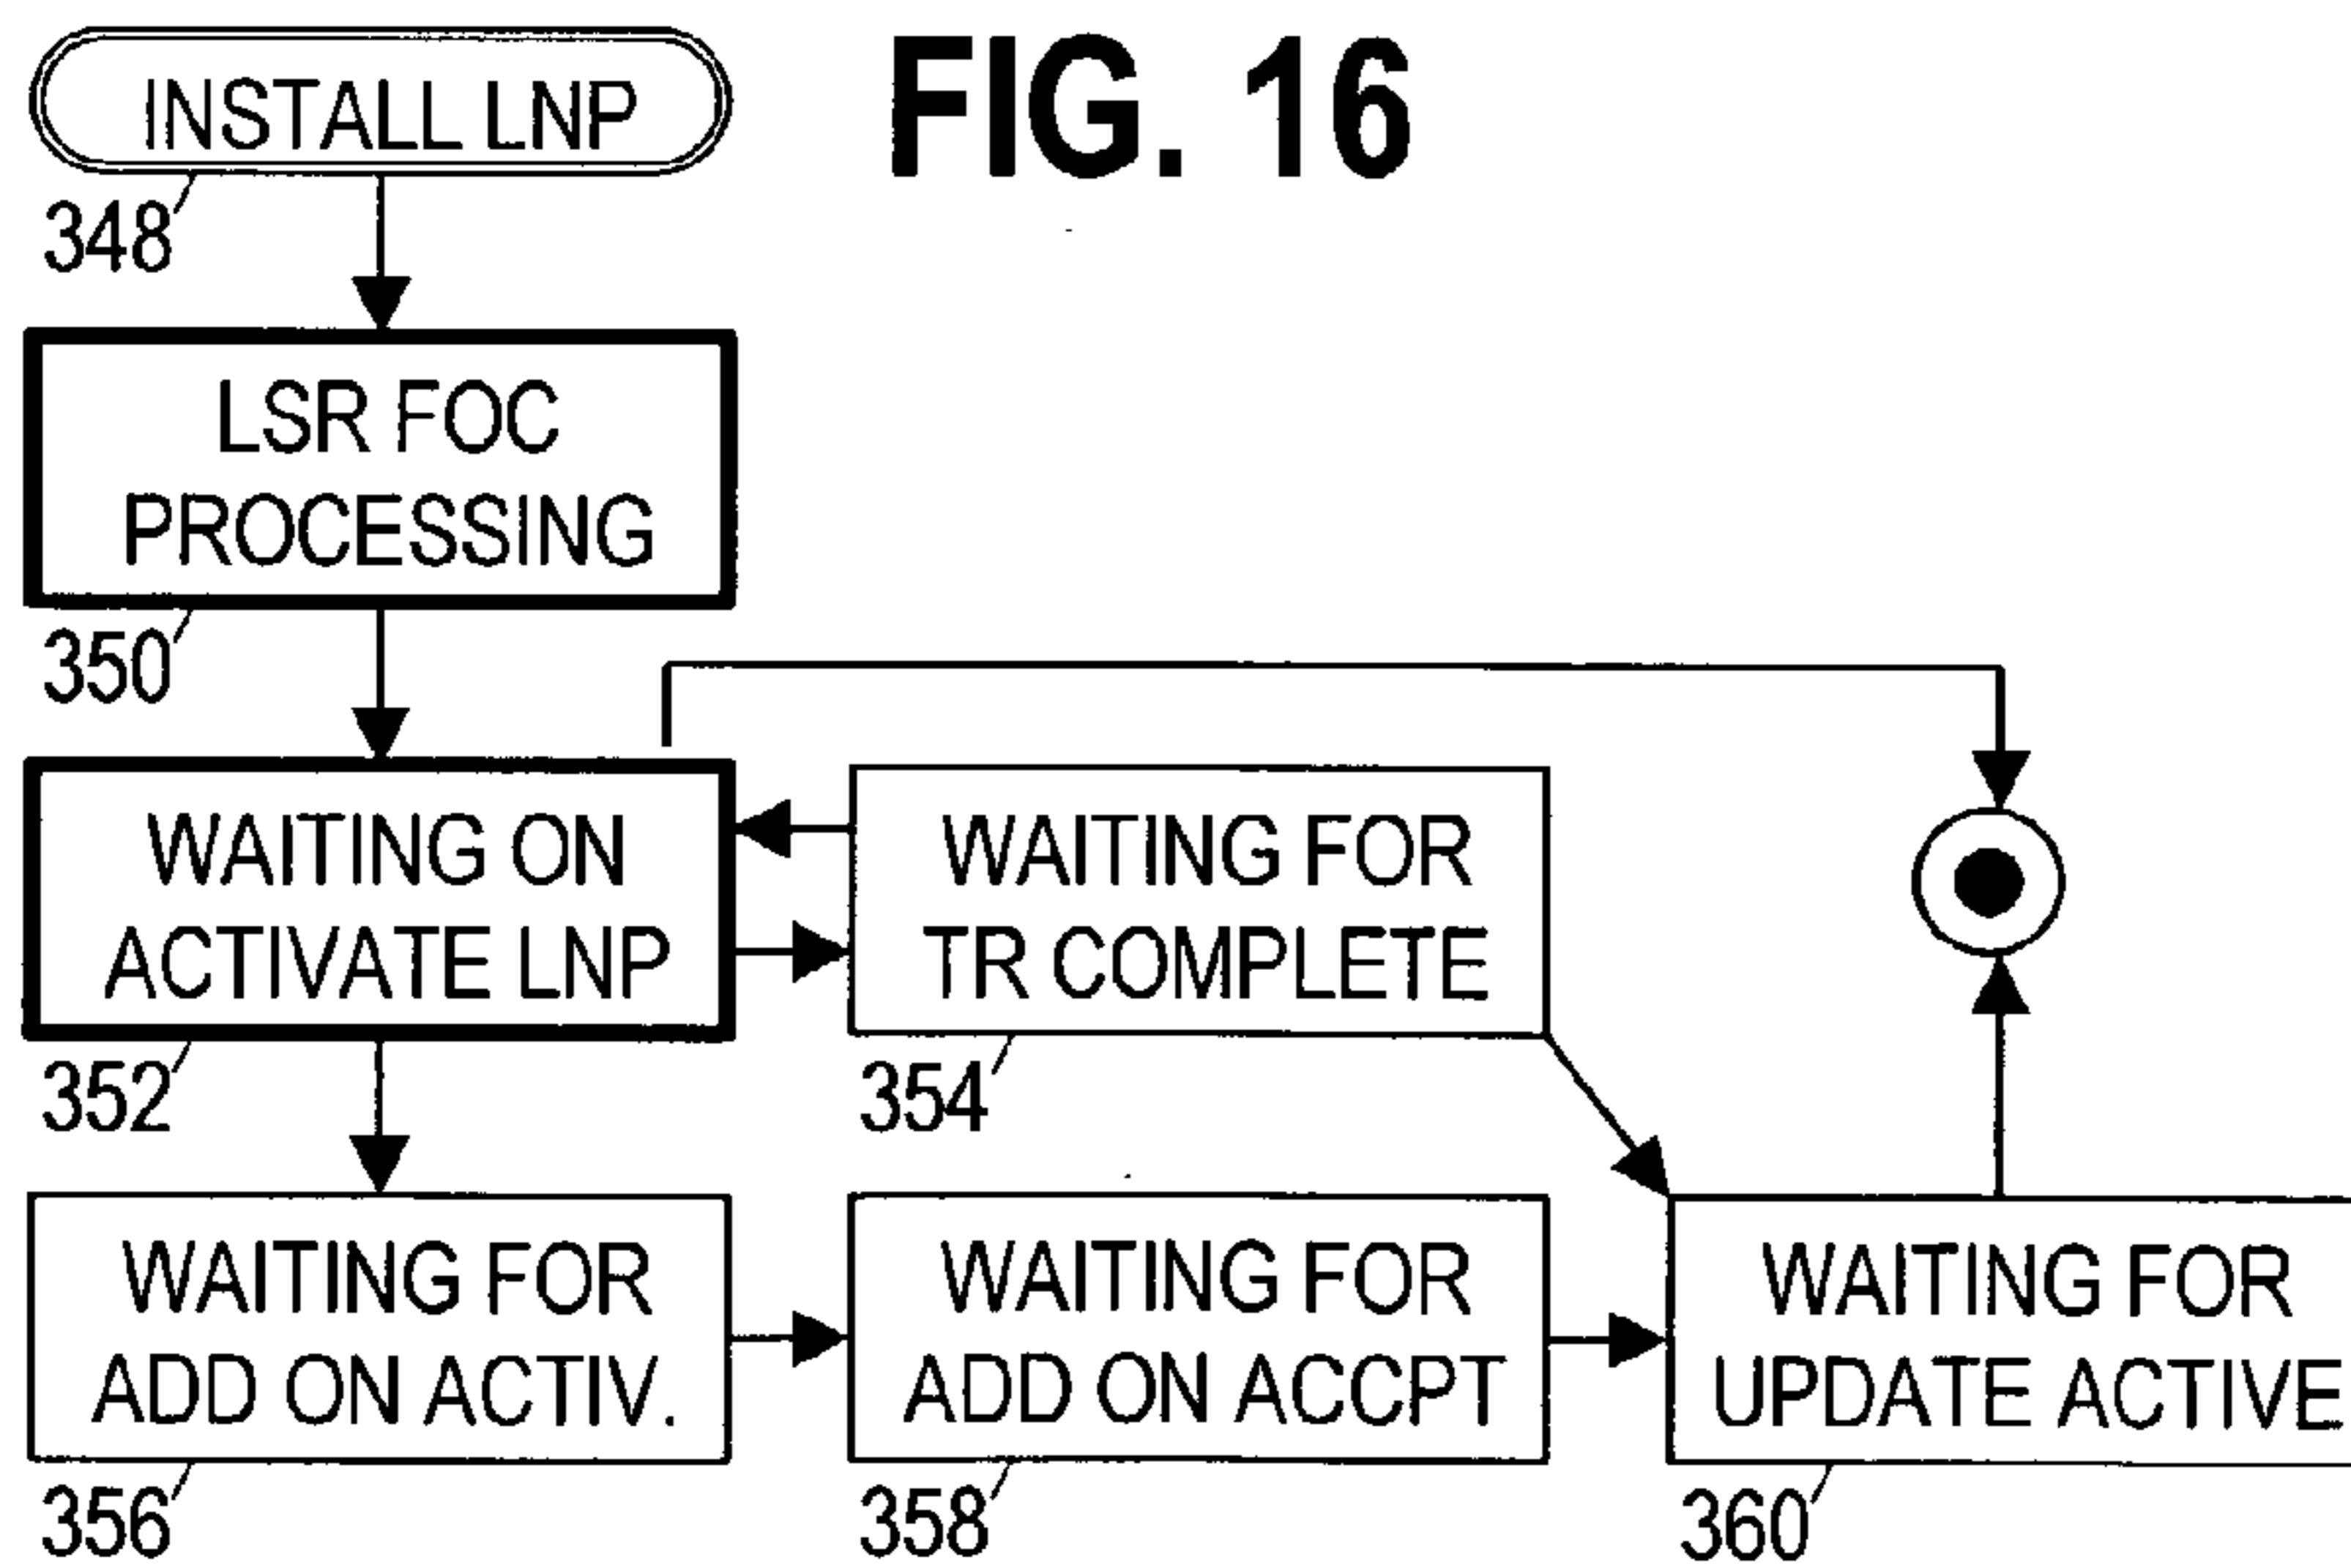 FIG. 16
INSTALL LNP
348
LSR FOC
PROCESSING
350
WAITING ON
ACTIVATE LNP
352
WAITING FOR
TR COMPLETE
354
WAITING FOR
ADD ON ACTIV.
356
WAITING FOR
ADD ON ACCPT
358
WAITING FOR
UPDATE ACTIVE
360